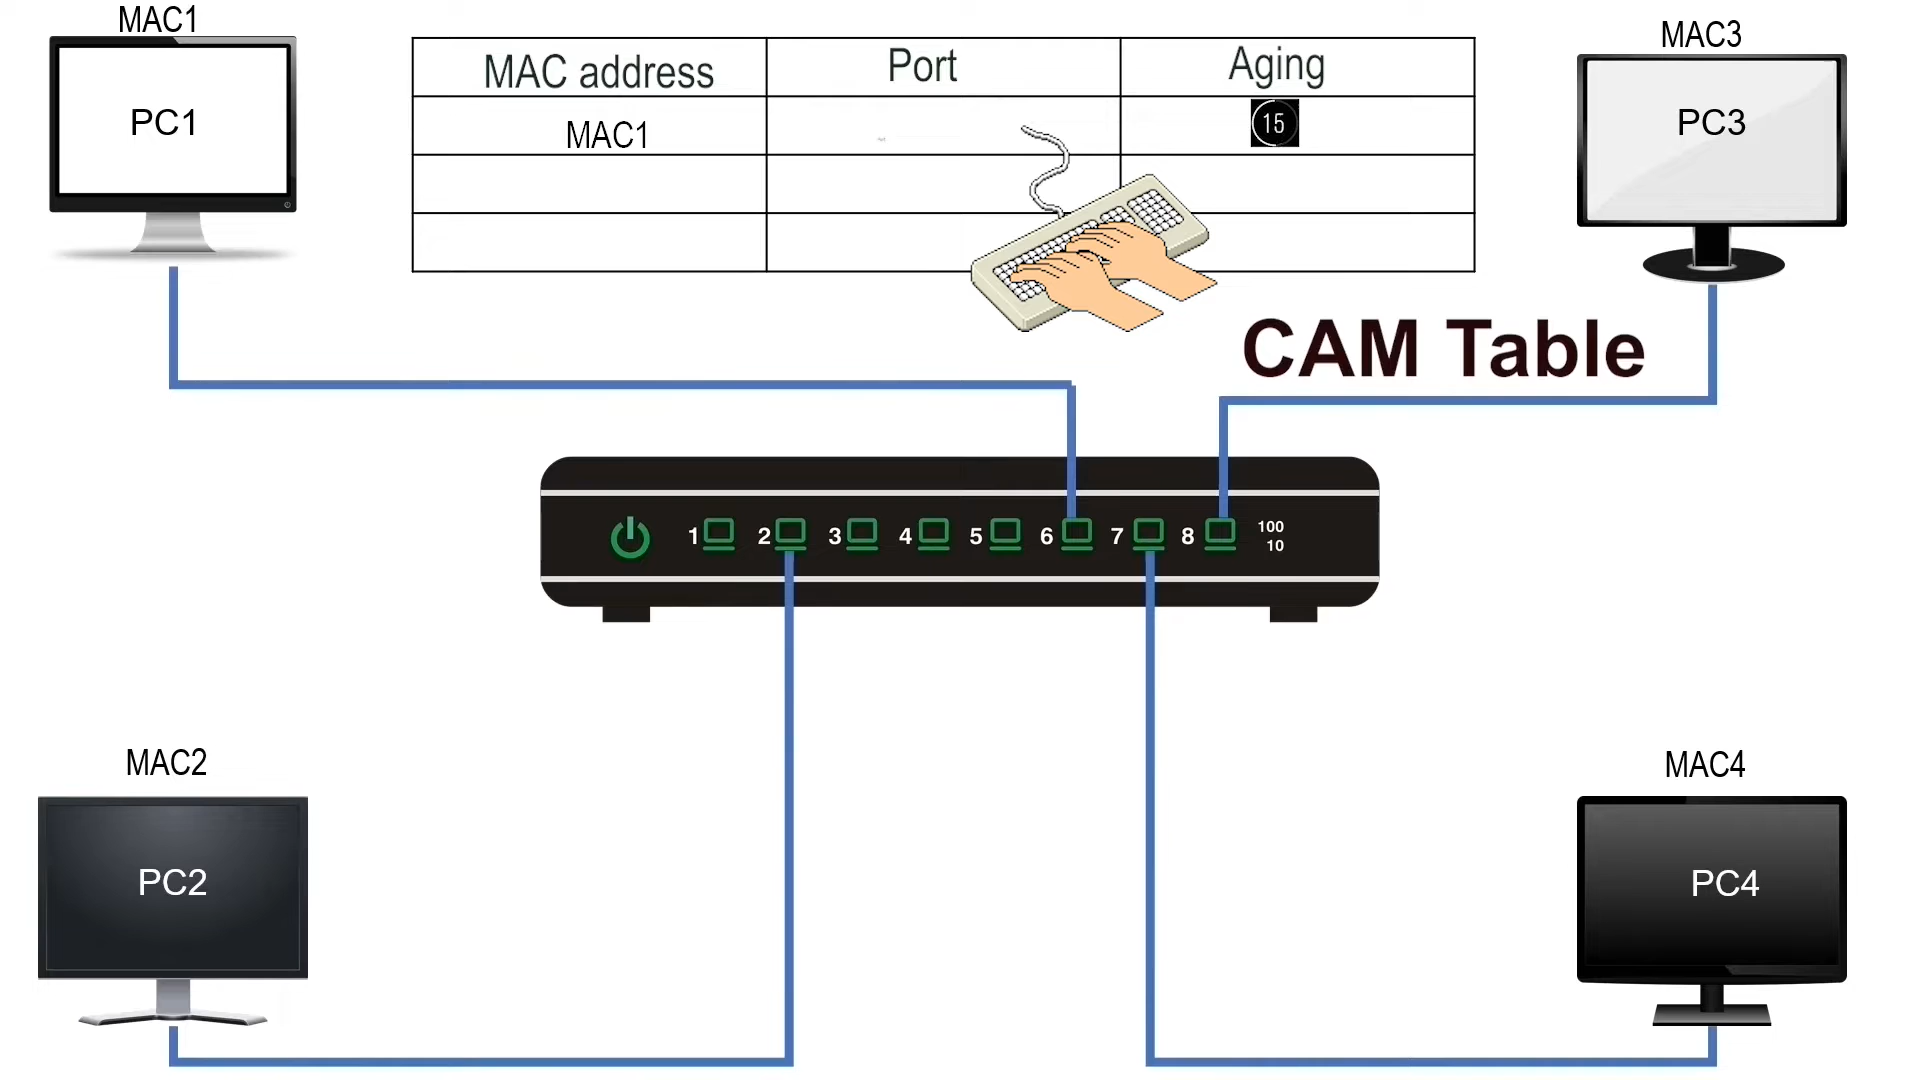 MAC1
PC1
MAC address Port Aging
MAC1 15
MAC3
PC3
CAM Table
1 2 3 4 5 6 7 8 100
10
MAC2
PC2
MAC4
PC4